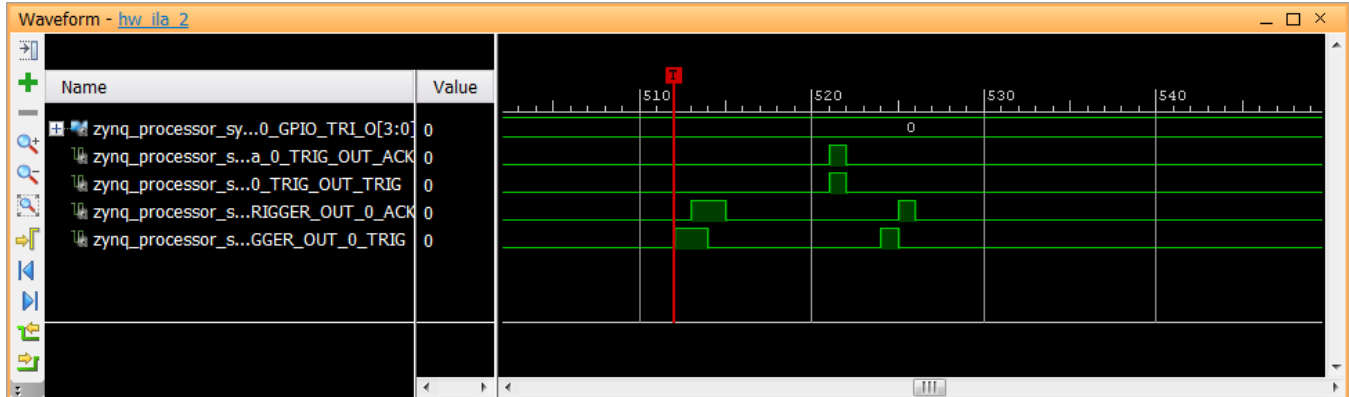 Waveform - hw_ila_2
T
Name Value
510 520 530 540
zynq_processor_sy...0_GPIO_TRI_O[3:0] 0 0
zynq_processor_s...a_0_TRIG_OUT_ACK 0
zynq_processor_s...0_TRIG_OUT_TRIG 0
zynq_processor_s...RIGGER_OUT_0_ACK 0
zynq_processor_s...GGER_OUT_0_TRIG 0